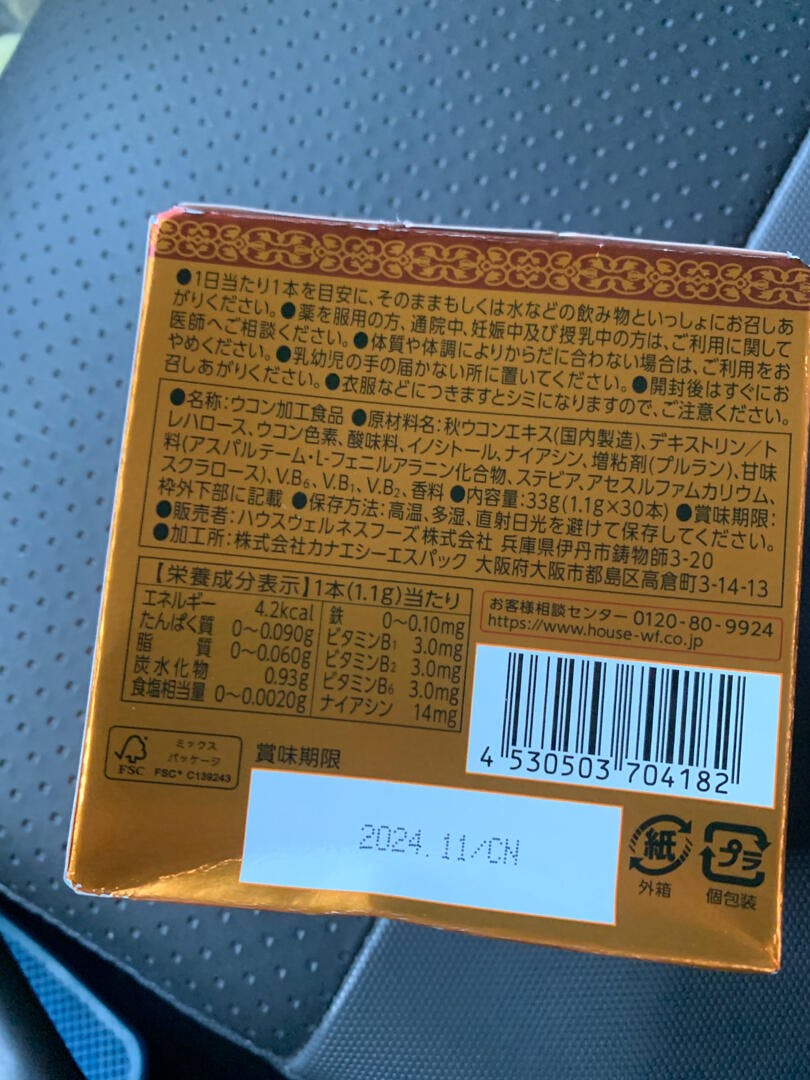 ●1日当たり1本を目安に、そのままもしくは水などの飲み物といっしょにお召しあ
がりください。●薬を服用の方、通院中、妊娠中及び授乳中の方は、ご利用に関して
医師へご相談ください。●体質や体調によりからだに合わない場合は、ご利用をお
やめください。●乳幼児の手の届かない所に置いてください。●開封後はすぐにお
召しあがりください。●衣服などにつきますとシミになりますので、ご注意ください。
●名称:ウコン加工食品 ●原材料名:秋ウコンエキス(国内製造)、デキストリン/ト
レハロース、ウコン色素、酸味料、イノシトール、ナイアシン、増粘剤(プルラン)、甘味
料(アスパルテーム・L-フェニルアラニン化合物、ステビア、アセスルファムカリウム、
スクラロース)、V.B6、V.B1、V.B2、香料 ●内容量:33g(1.1g×30本) ●賞味期限:
枠外下部に記載 ●保存方法:高温、多湿、直射日光を避けて保存してください。
●販売者:ハウスウェルネスフーズ株式会社 兵庫県伊丹市鋳物師3-20
●加工所:株式会社カナエシーエスパック 大阪府大阪市都島区高倉町3-14-13
【栄養成分表示】1本(1.1g)当たり
エネルギー 4.2kcal
たんぱく質 0~0.090g
脂質 0~0.060g
炭水化物 0.93g
食塩相当量 0~0.0020g
鉄 0~0.10mg
ビタミンB1 3.0mg
ビタミンB2 3.0mg
ビタミンB6 3.0mg
ナイアシン 14mg
お客様相談センター 0120-80-9924
https://www.house-wf.co.jp
4 530503 704182
FSC
ミックス
パッケージ
FSC® C139243
賞味期限
2024.11/CN
紙
外箱
プラ
個包装